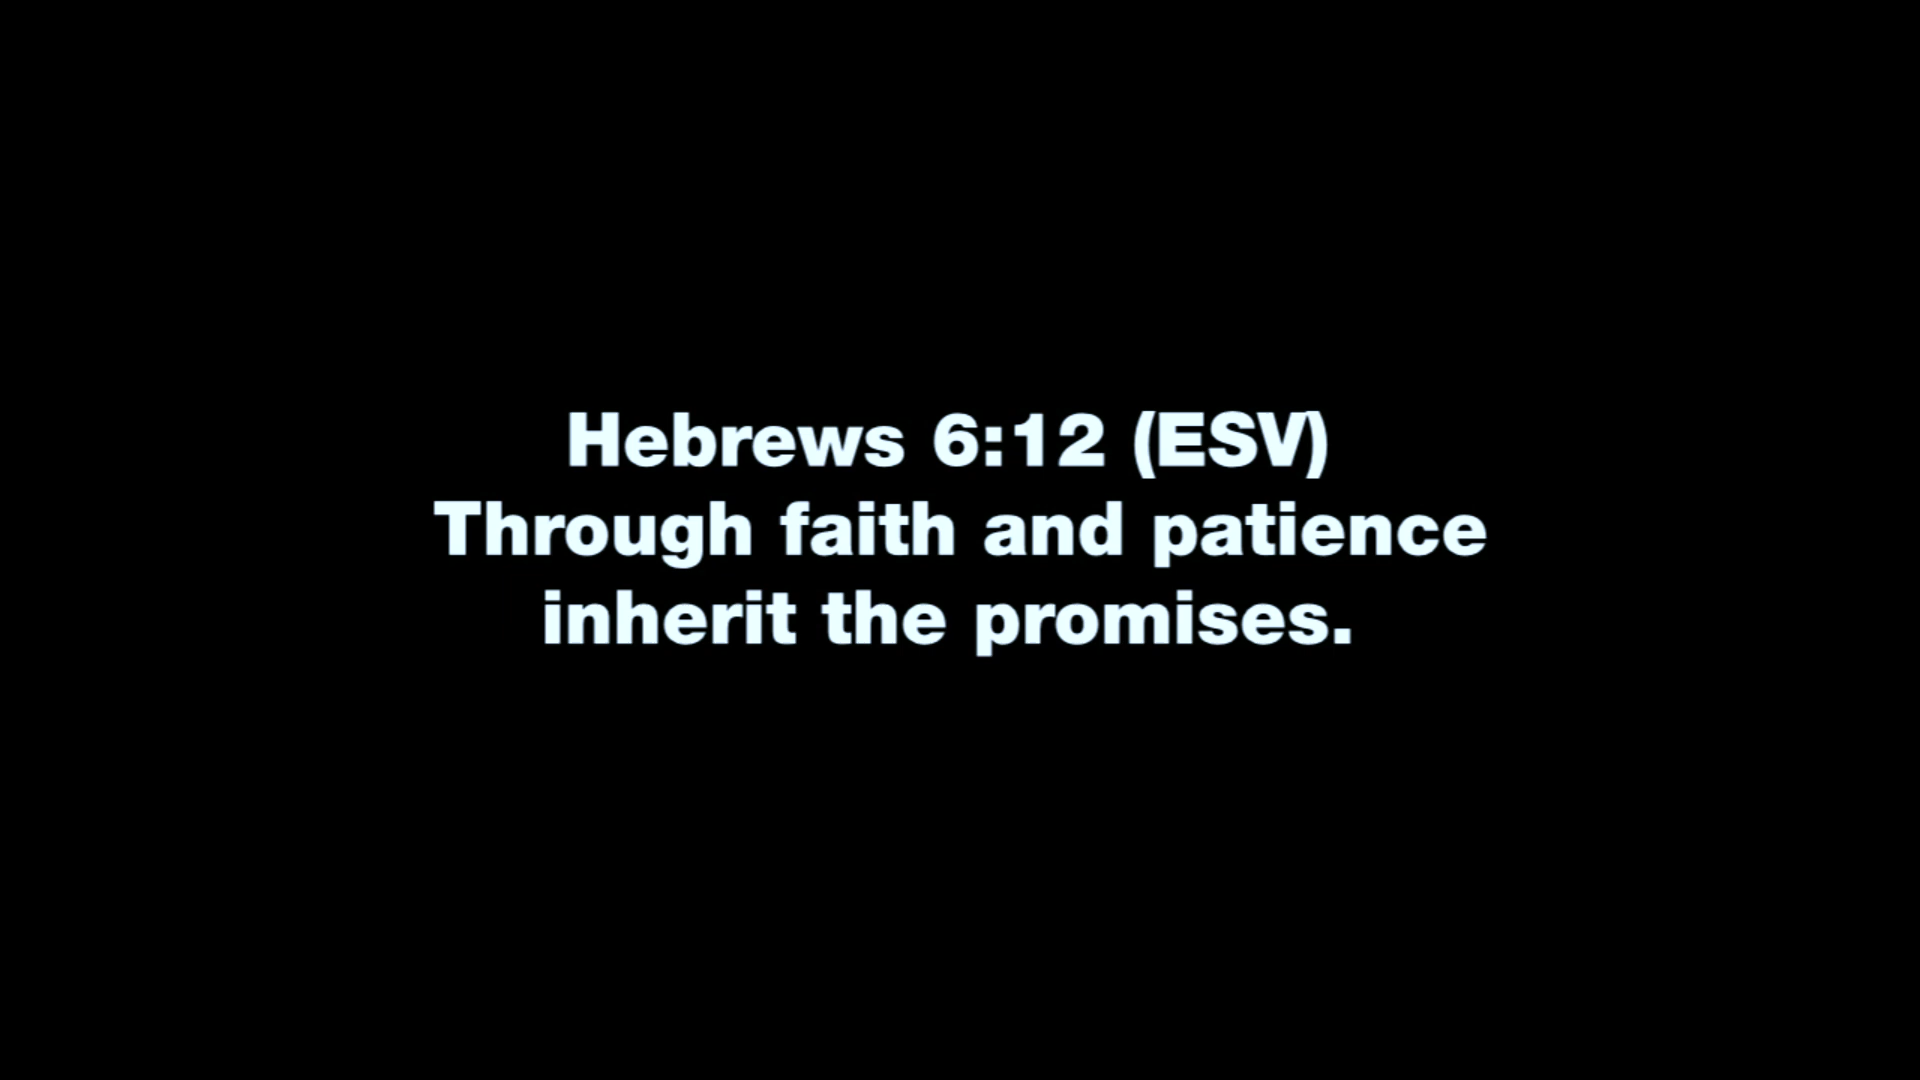 Hebrews 6:12 (ESV)
Through faith and patience
inherit the promises.